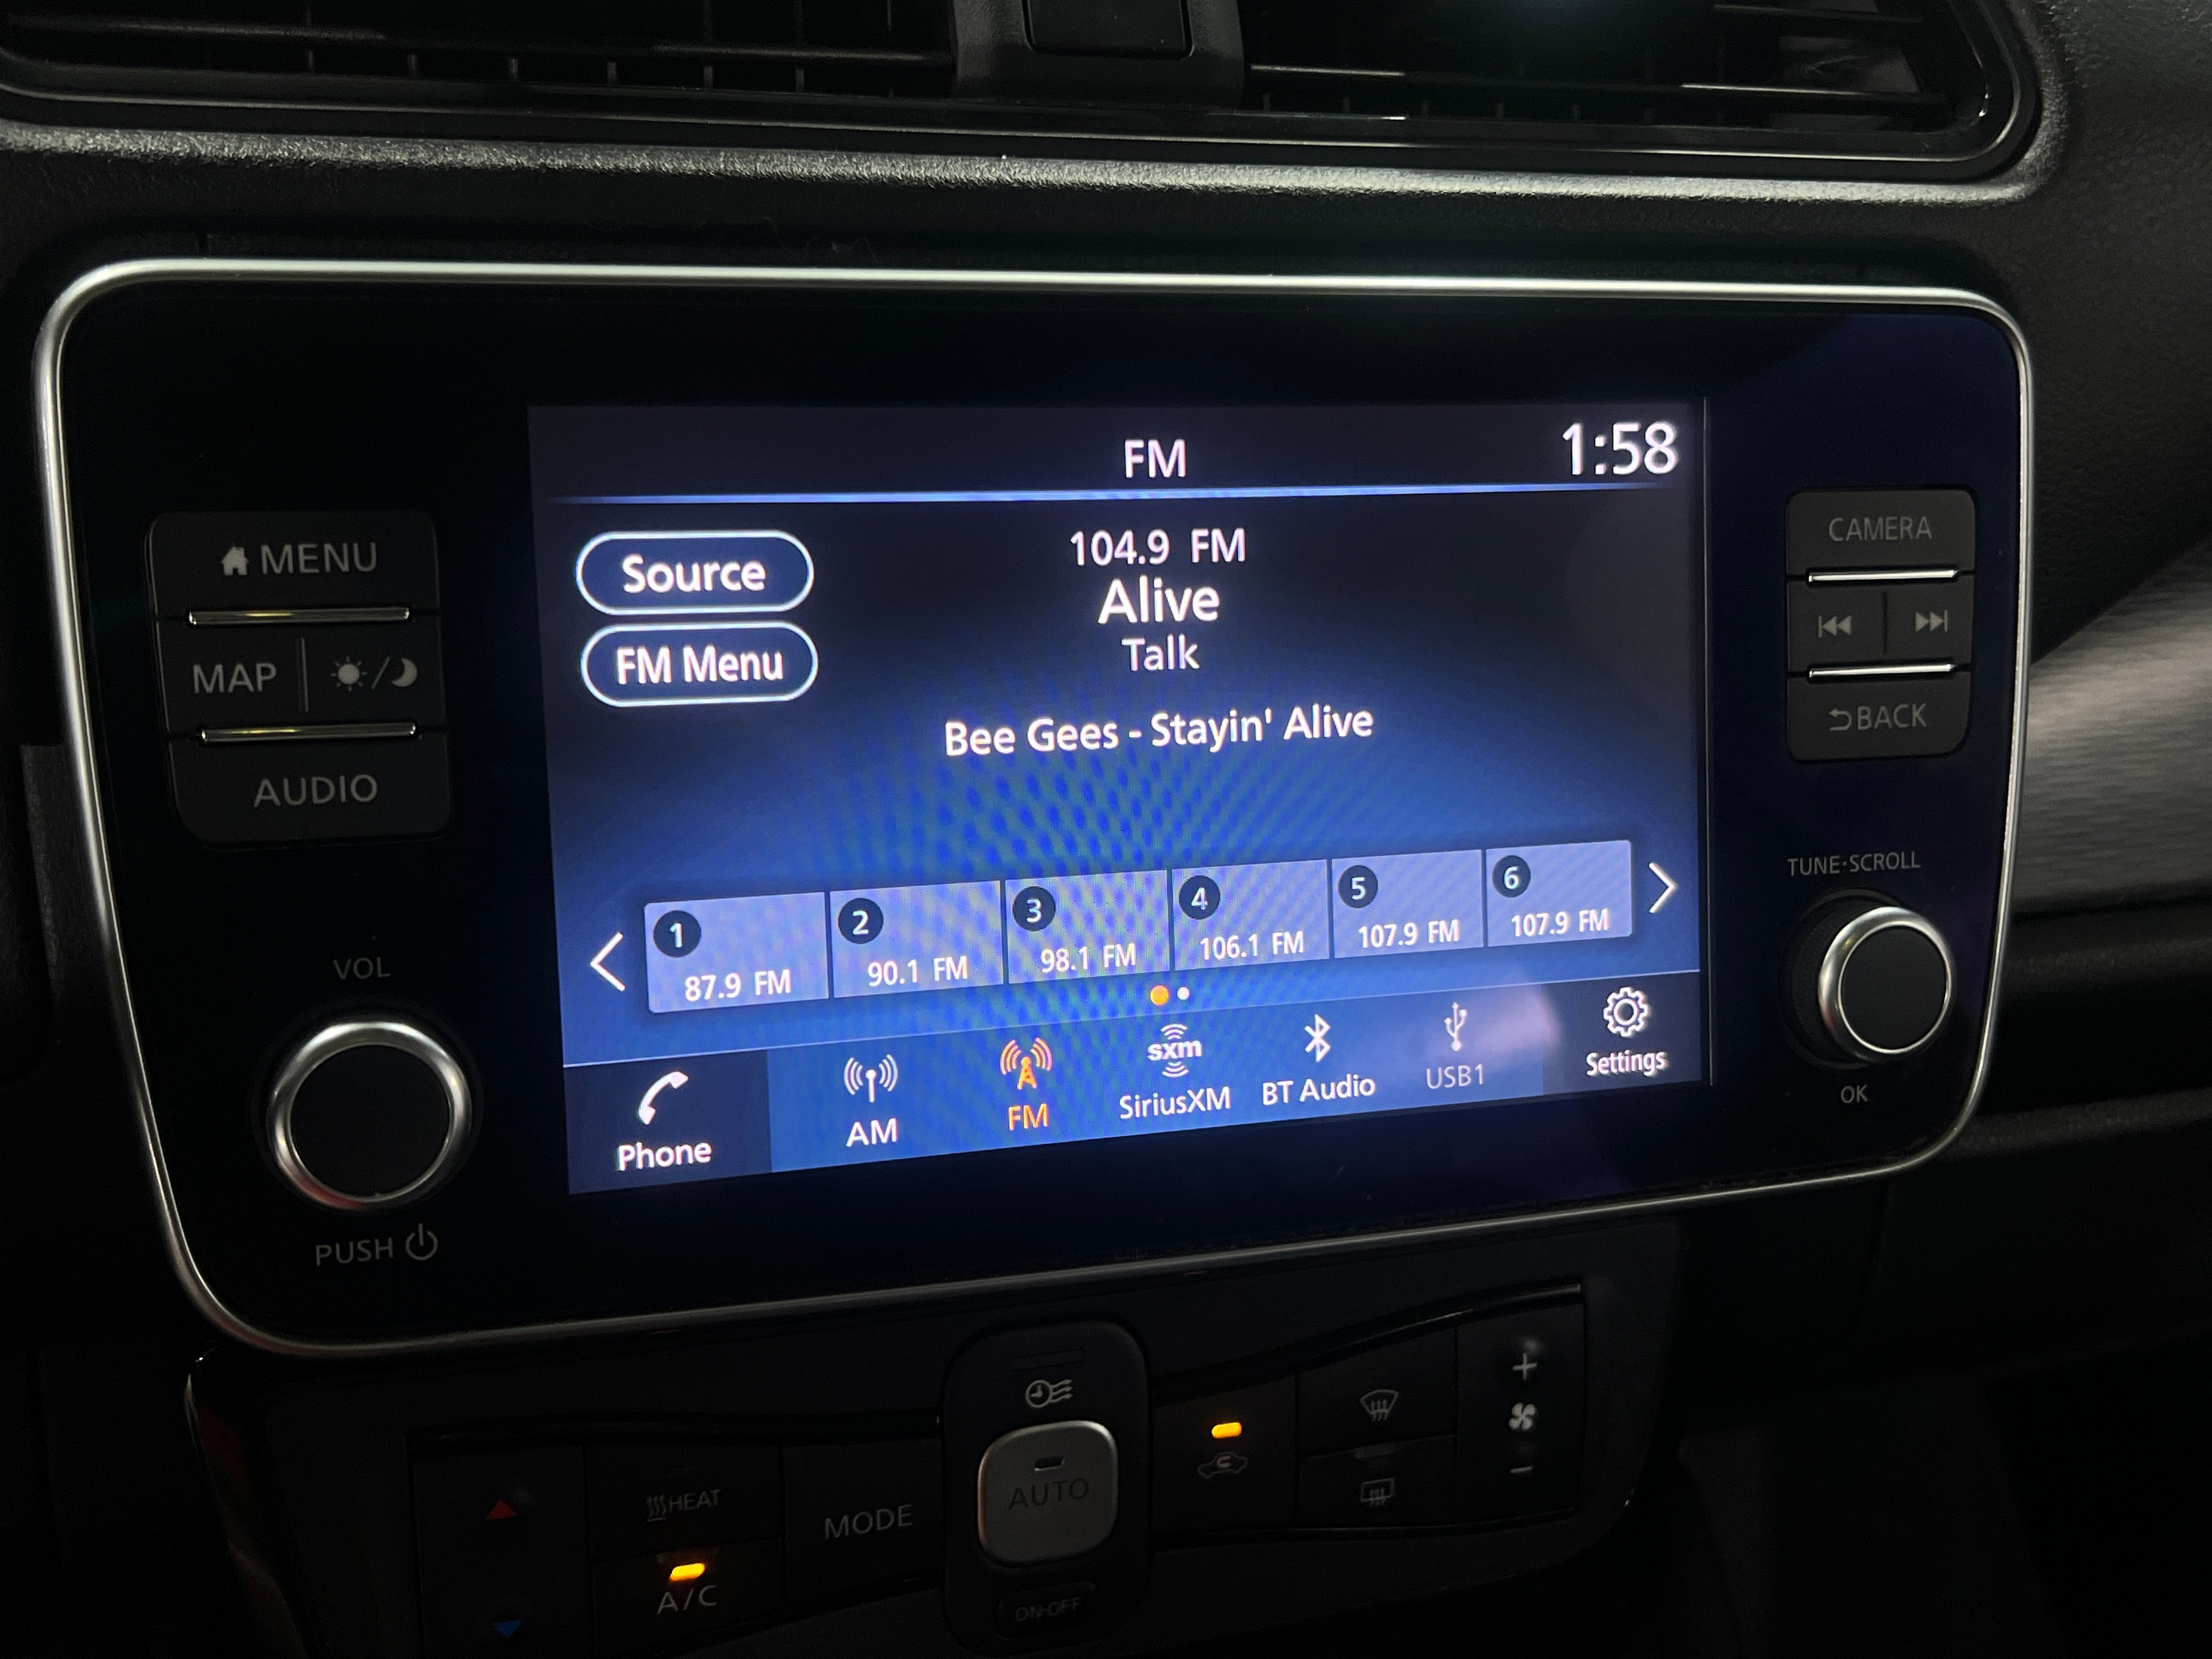 FM 1:58
MENU
MAP
AUDIO
VOL
PUSH
Source
FM Menu
104.9 FM
Alive
Talk
Bee Gees - Stayin' Alive
1 2 3 4 5 6
87.9 FM 90.1 FM 98.1 FM 106.1 FM 107.9 FM 107.9 FM
sxm
Phone AM FM SiriusXM BT Audio USB1 Settings
CAMERA
BACK
TUNE·SCROLL
OK
HEAT
A/C
MODE
AUTO
ON·OFF